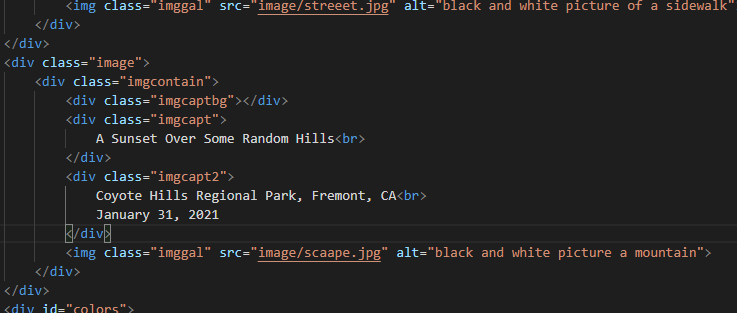 <img class="imggal" src="image/streeet.jpg" alt="black and white picture of a sidewalk"
</div>
</div>
<div class="image">
<div class="imgcontain">
<div class="imgcaptbg"></div>
<div class="imgcapt">
A Sunset Over Some Random Hills<br>
</div>
<div class="imgcapt2">
Coyote Hills Regional Park, Fremont, CA<br>
January 31, 2021
</div>
<img class="imggal" src="image/scaape.jpg" alt="black and white picture a mountain">
</div>
</div>
<div id="colors">